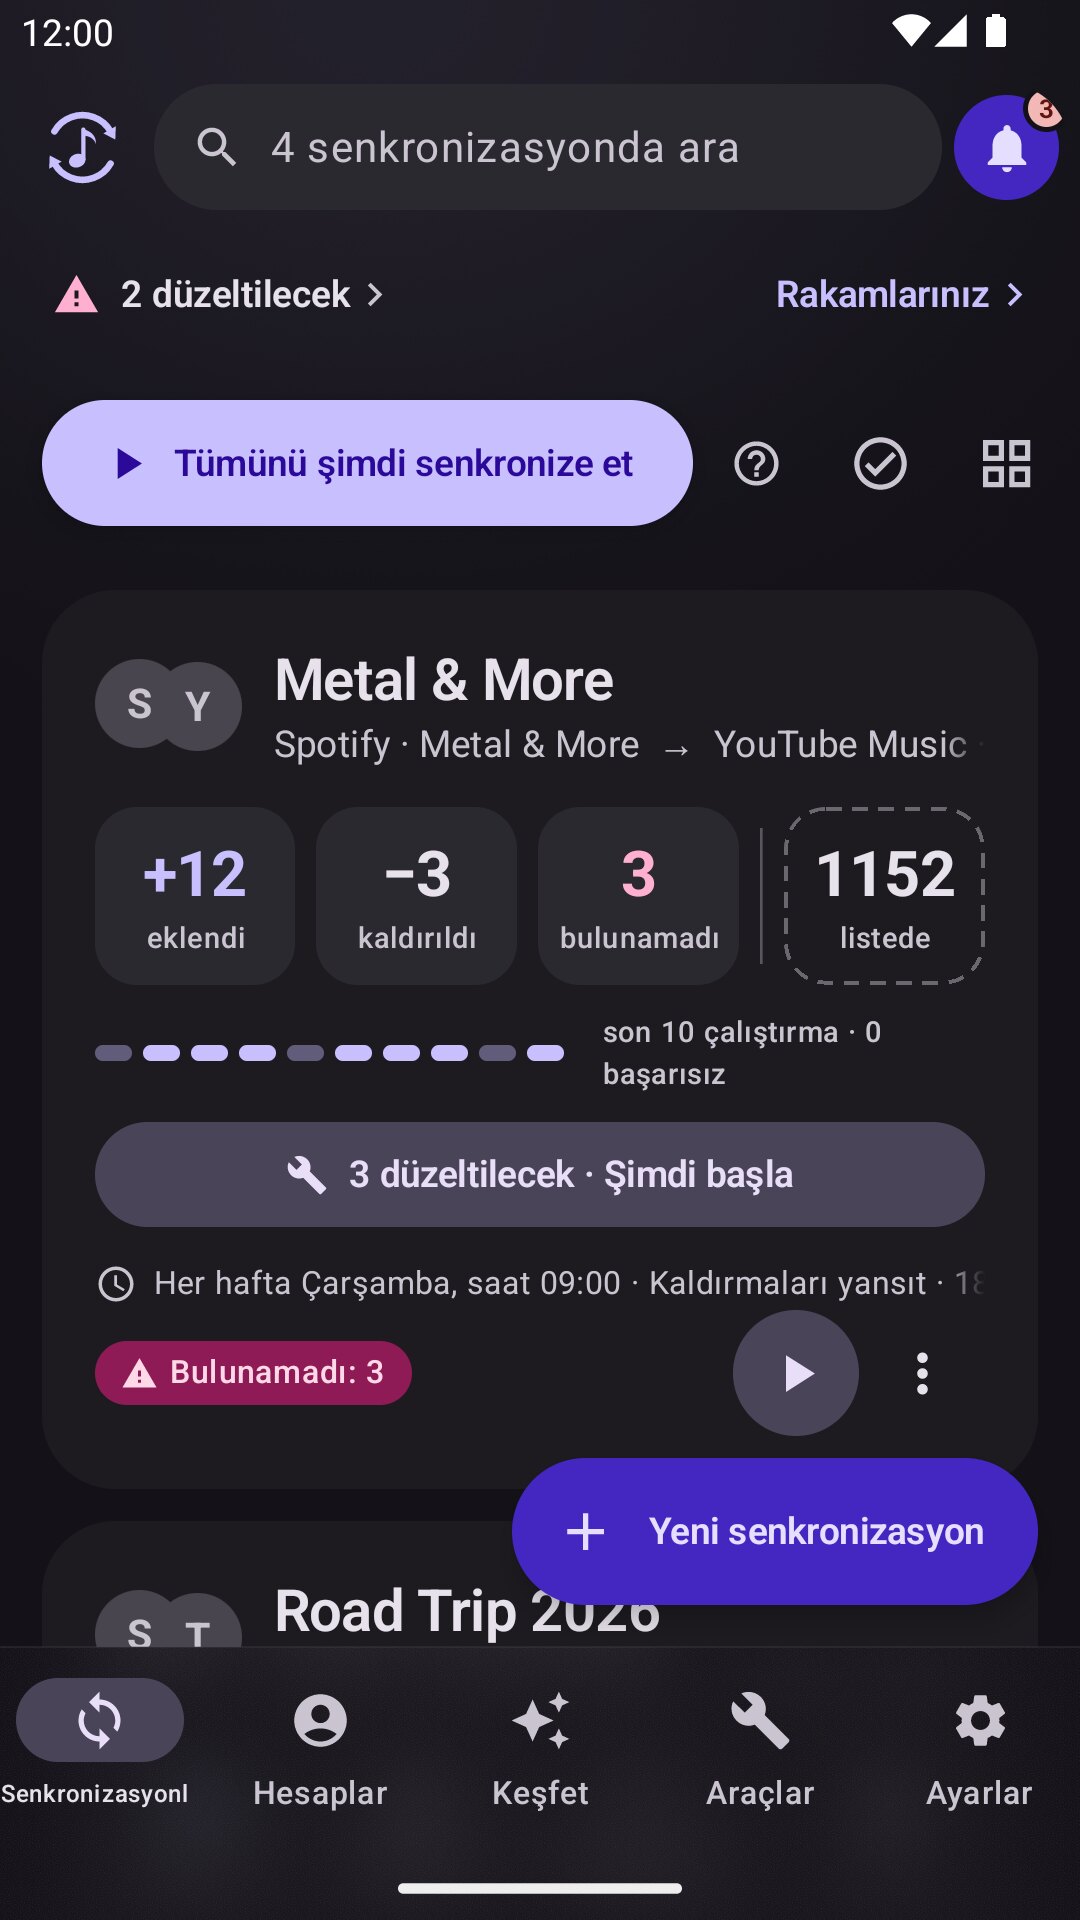 12:00
4 senkronizasyonda ara
3
2 düzeltilecek
Rakamlarınız
Tümünü şimdi senkronize et
S Y
Metal & More
Spotify · Metal & More → YouTube Music
+12
eklendi
−3
kaldırıldı
3
bulunamadı
1152
listede
son 10 çalıştırma · 0
başarısız
3 düzeltilecek · Şimdi başla
Her hafta Çarşamba, saat 09:00 · Kaldırmaları yansıt ·
Bulunamadı: 3
Yeni senkronizasyon
S T
Road Trip 2026
Senkronizasyonl
Hesaplar
Keşfet
Araçlar
Ayarlar